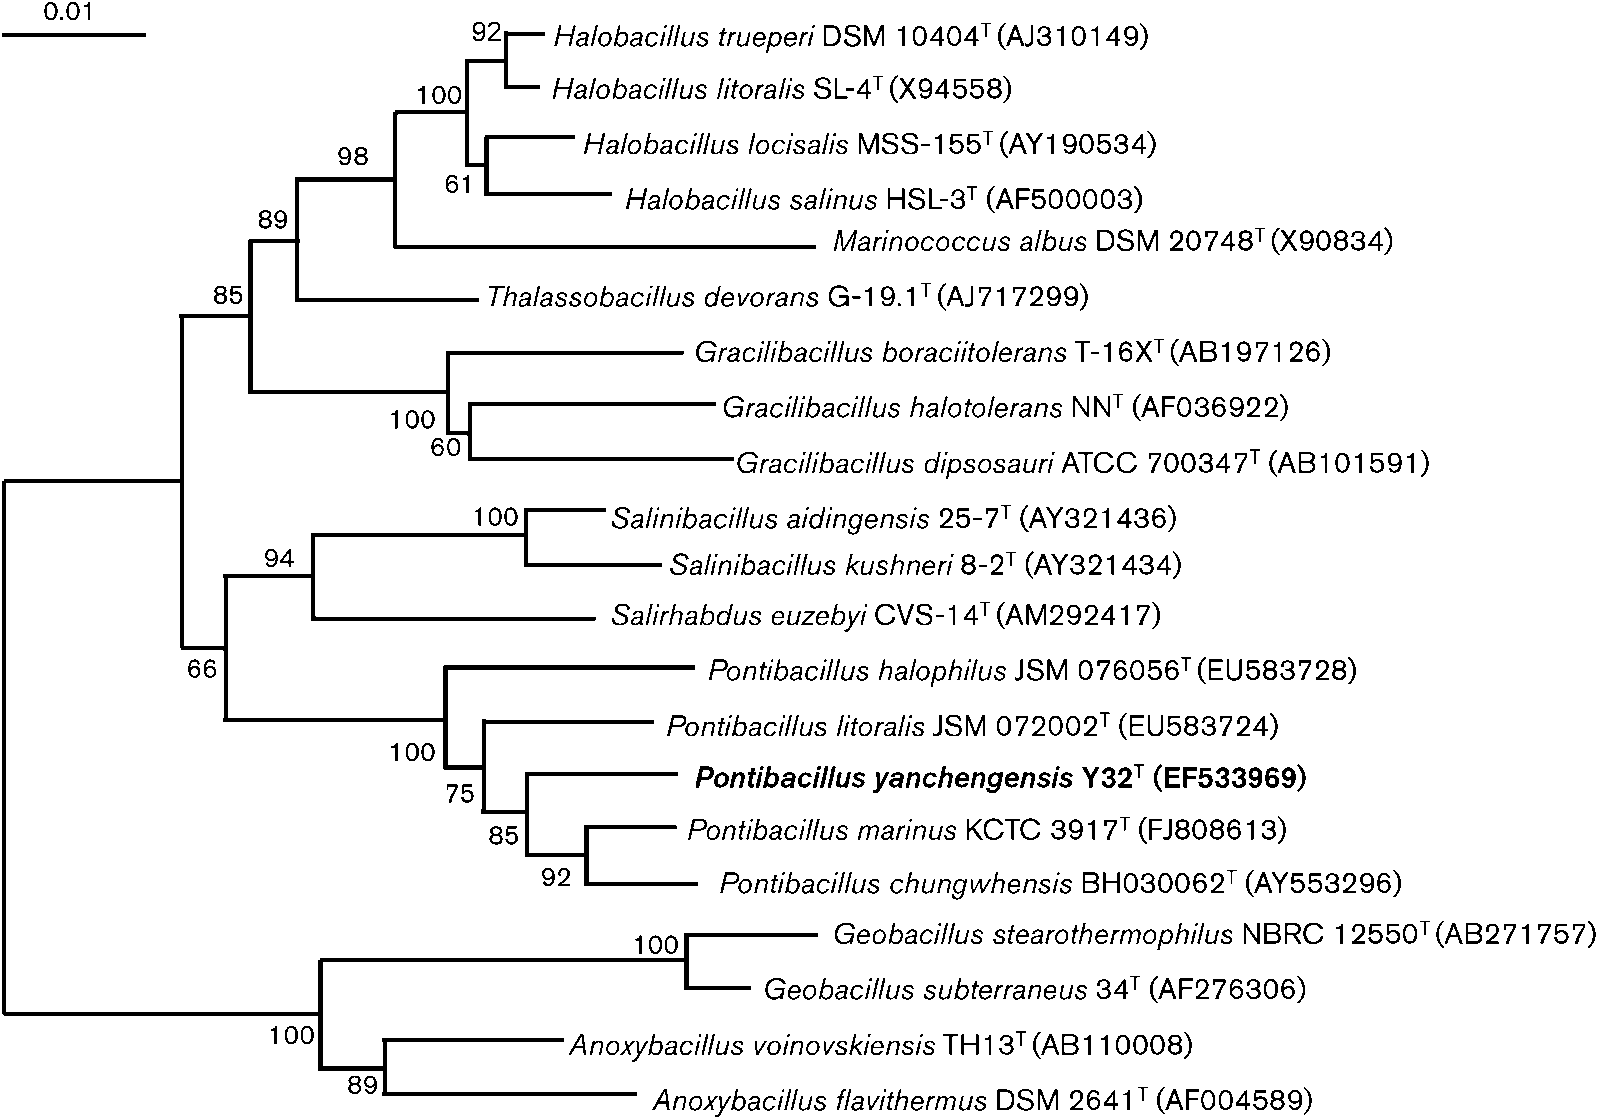 0.01
92
Halobacillus trueperi DSM 10404T (AJ310149)
Halobacillus litoralis SL-4T (X94558)
100
Halobacillus locisalis MSS-155T (AY190534)
98
61
Halobacillus salinus HSL-3T (AF500003)
89
Marinococcus albus DSM 20748T (X90834)
85
Thalassobacillus devorans G-19.1T (AJ717299)
Gracilibacillus boraciitolerans T-16XT (AB197126)
100
Gracilibacillus halotolerans NNT (AF036922)
60
Gracilibacillus dipsosauri ATCC 700347T (AB101591)
100
Salinibacillus aidingensis 25-7T (AY321436)
94
Salinibacillus kushneri 8-2T (AY321434)
Salirhabdus euzebyi CVS-14T (AM292417)
66
Pontibacillus halophilus JSM 076056T (EU583728)
Pontibacillus litoralis JSM 072002T (EU583724)
100
Pontibacillus yanchengensis Y32T (EF533969)
75
85
Pontibacillus marinus KCTC 3917T (FJ808613)
92
Pontibacillus chungwhensis BH030062T (AY553296)
100
Geobacillus stearothermophilus NBRC 12550T (AB271757)
Geobacillus subterraneus 34T (AF276306)
100
Anoxybacillus voinovskiensis TH13T (AB110008)
89
Anoxybacillus flavithermus DSM 2641T (AF004589)